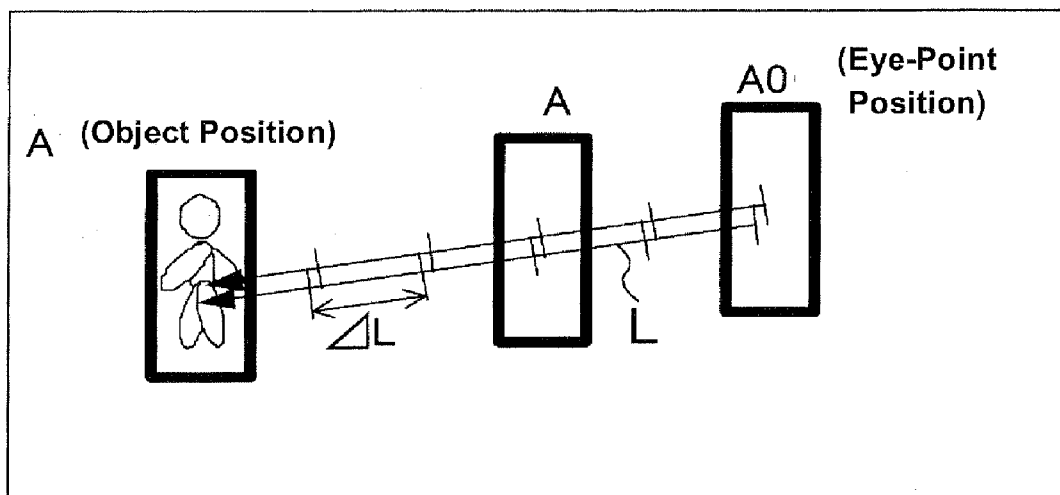 (Eye-Point
Position)
A0
A
A (Object Position)
⊿L
L